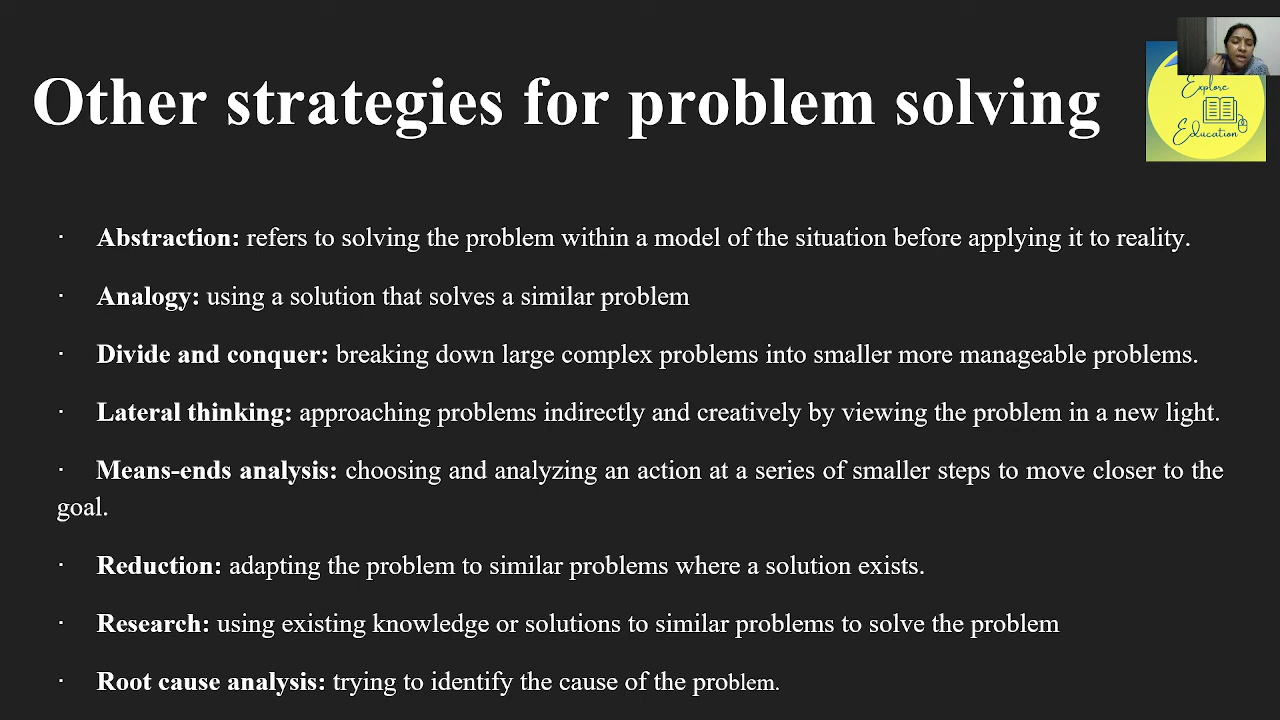 Other strategies for problem solving
Explore
Education
· Abstraction: refers to solving the problem within a model of the situation before applying it to reality.
· Analogy: using a solution that solves a similar problem
· Divide and conquer: breaking down large complex problems into smaller more manageable problems.
· Lateral thinking: approaching problems indirectly and creatively by viewing the problem in a new light.
· Means-ends analysis: choosing and analyzing an action at a series of smaller steps to move closer to the
goal.
· Reduction: adapting the problem to similar problems where a solution exists.
· Research: using existing knowledge or solutions to similar problems to solve the problem
· Root cause analysis: trying to identify the cause of the problem.